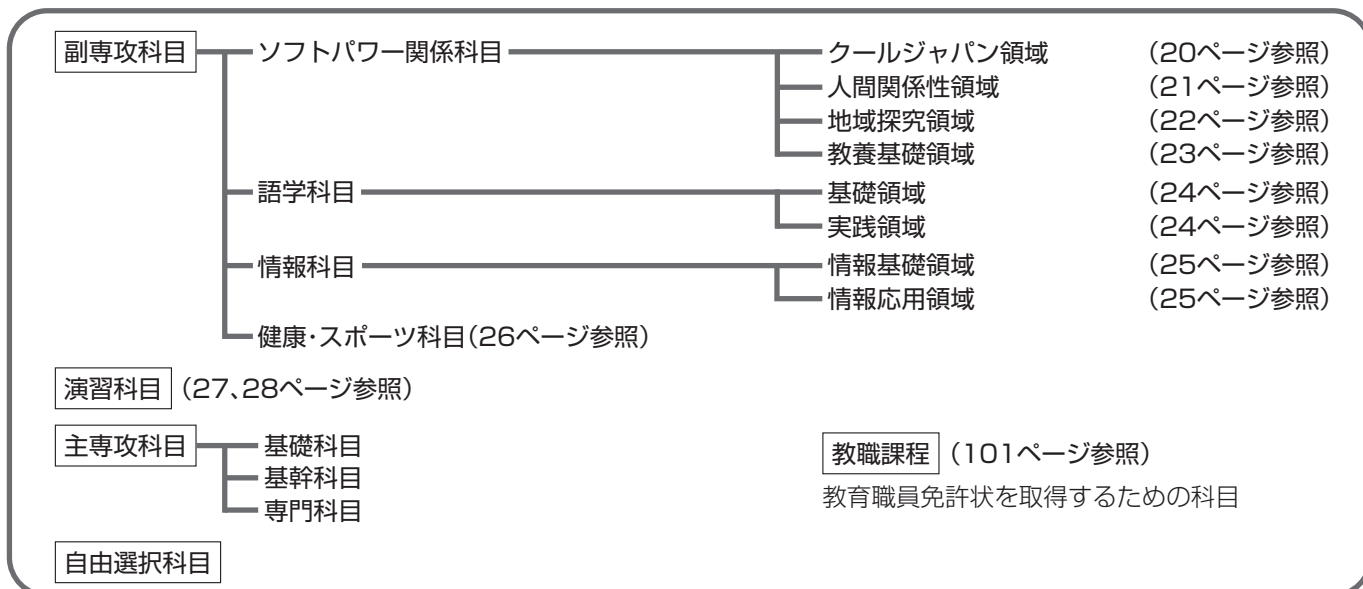 副専攻科目 ソフトパワー関係科目 クールジャパン領域 (20ページ参照)
人間関係性領域 (21ページ参照)
地域探究領域 (22ページ参照)
教養基礎領域 (23ページ参照)
語学科目 基礎領域 (24ページ参照)
実践領域 (24ページ参照)
情報科目 情報基礎領域 (25ページ参照)
情報応用領域 (25ページ参照)
健康・スポーツ科目(26ページ参照)
演習科目 (27、28ページ参照)
主専攻科目 基礎科目
基幹科目
専門科目
教職課程 (101ページ参照)
教育職員免許状を取得するための科目
自由選択科目